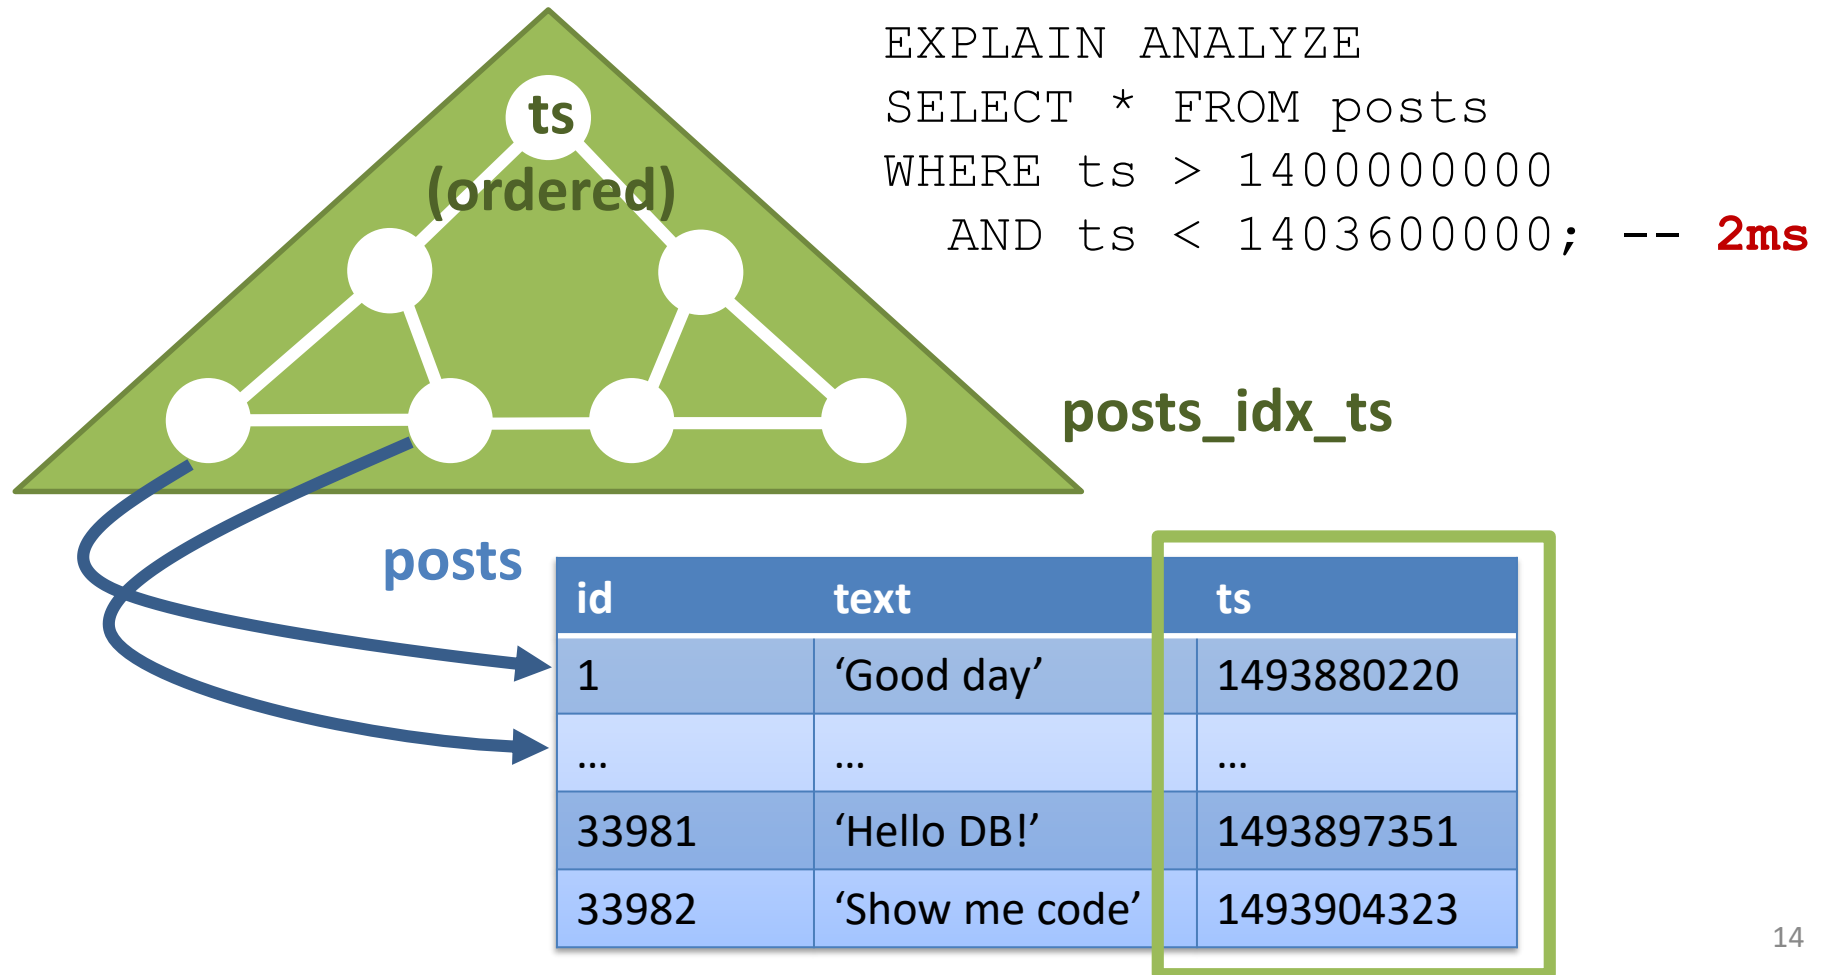 ts
(ordered)
EXPLAIN ANALYZE
SELECT * FROM posts
WHERE ts > 1400000000
AND ts < 1403600000; -- 2ms
posts_idx_ts
posts
id text ts
1 ‘Good day’ 1493880220
... ... ...
33981 ‘Hello DB!’ 1493897351
33982 ‘Show me code’ 1493904323
14